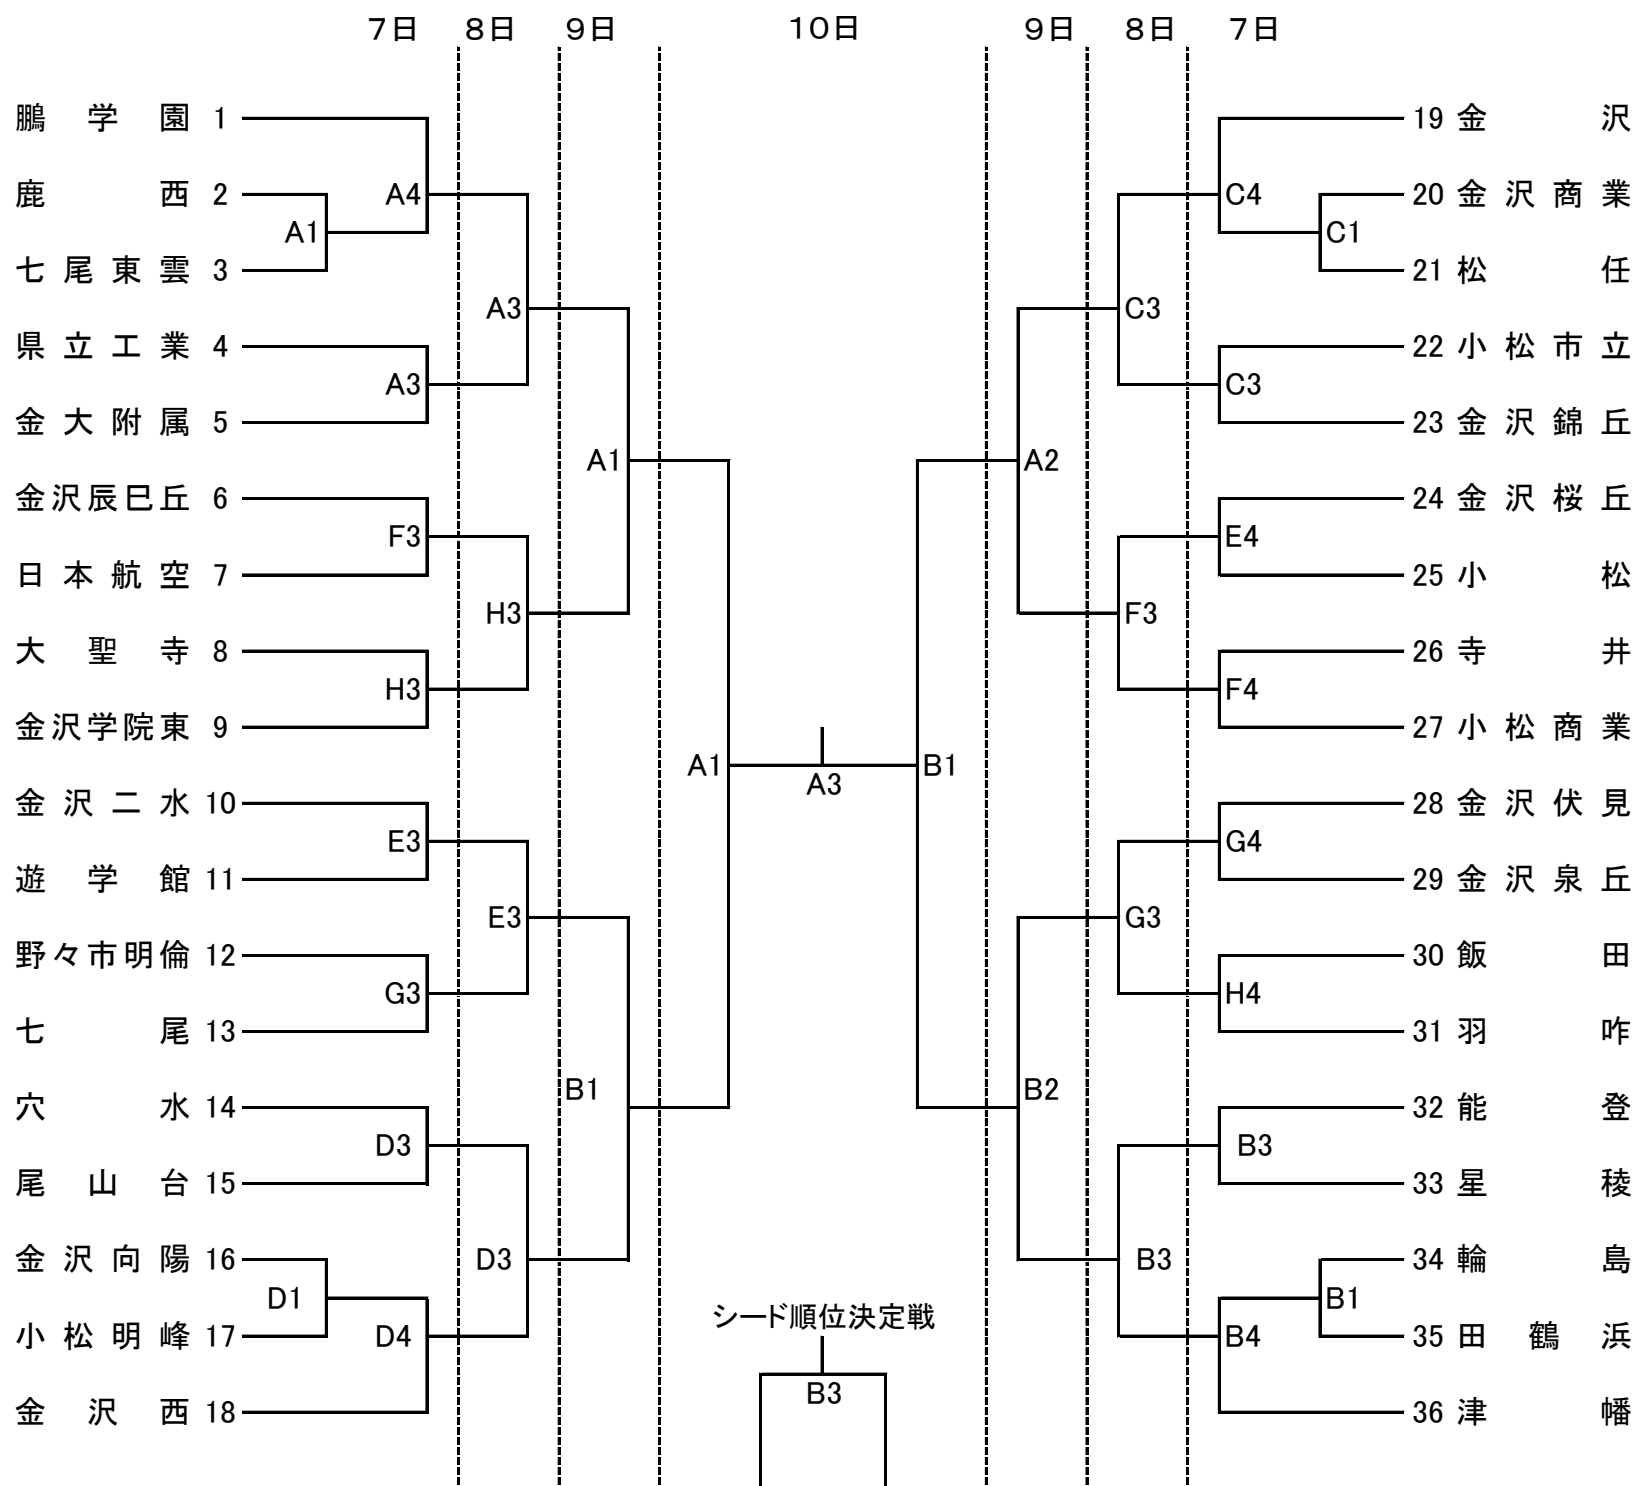 7日 8日 9日 10日 9日 8日 7日
鵬学園 1 19 金沢
鹿西 2 A4 C4 20 金沢商業
A1 C1
七尾東雲 3 21 松任
A3 C3
県立工業 4 22 小松市立
A3 C3
金大附属 5 23 金沢錦丘
A1 A2
金沢辰巳丘 6 24 金沢桜丘
F3 E4
日本航空 7 25 小松
H3 F3
大聖寺 8 26 寺井
H3 F4
金沢学院東 9 27 小松商業
A1 B1
A3
金沢二水 10 28 金沢伏見
E3 G4
遊学館 11 29 金沢泉丘
E3 G3
野々市明倫 12 30 飯田
G3 H4
七尾 13 31 羽咋
B1 B2
穴水 14 32 能登
D3 B3
尾山台 15 33 星稜
金沢向陽 16 D3 B3 34 輪島
D1 B1
シード順位決定戦
小松明峰 17 D4 B4 35 田鶴浜
B3
金沢西 18 36 津幡